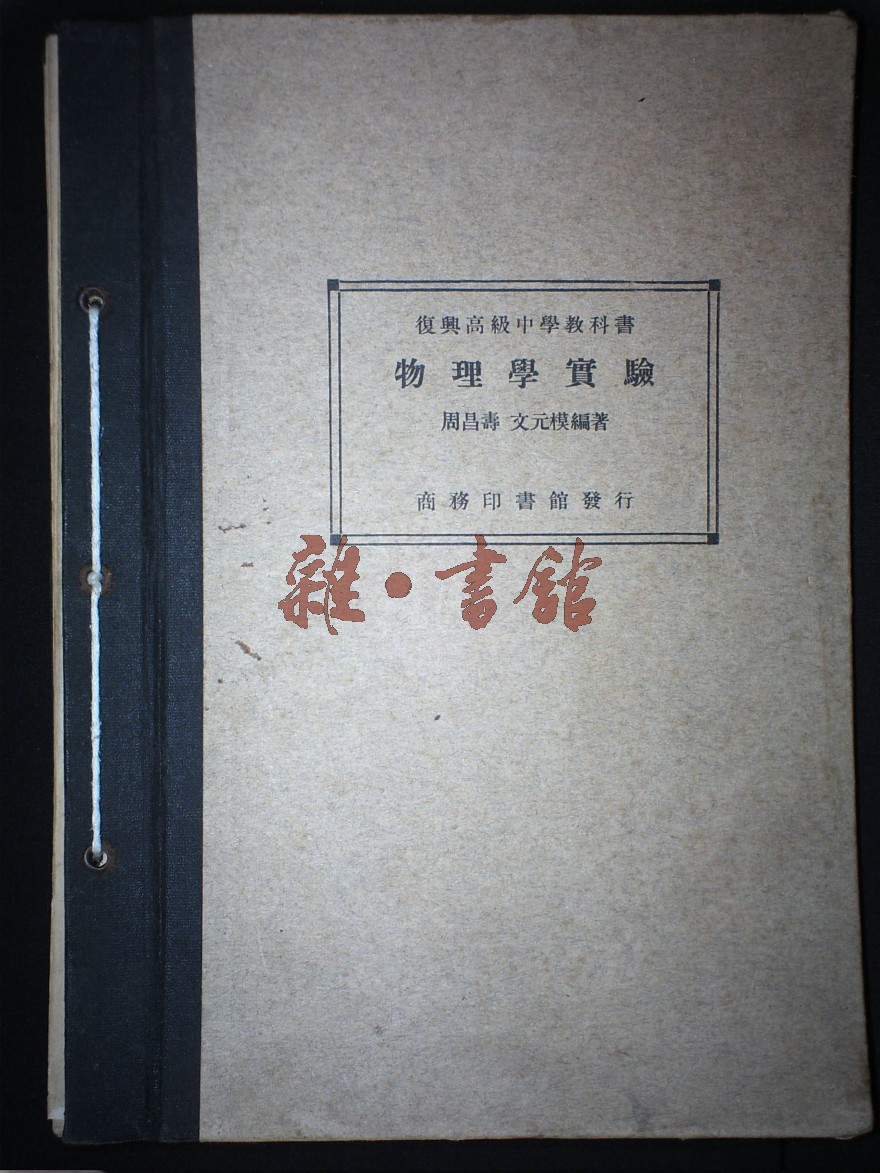 復興高級中學教科書
物理學實驗
周昌壽 文元模編著
商務印書館發行
雜·書館